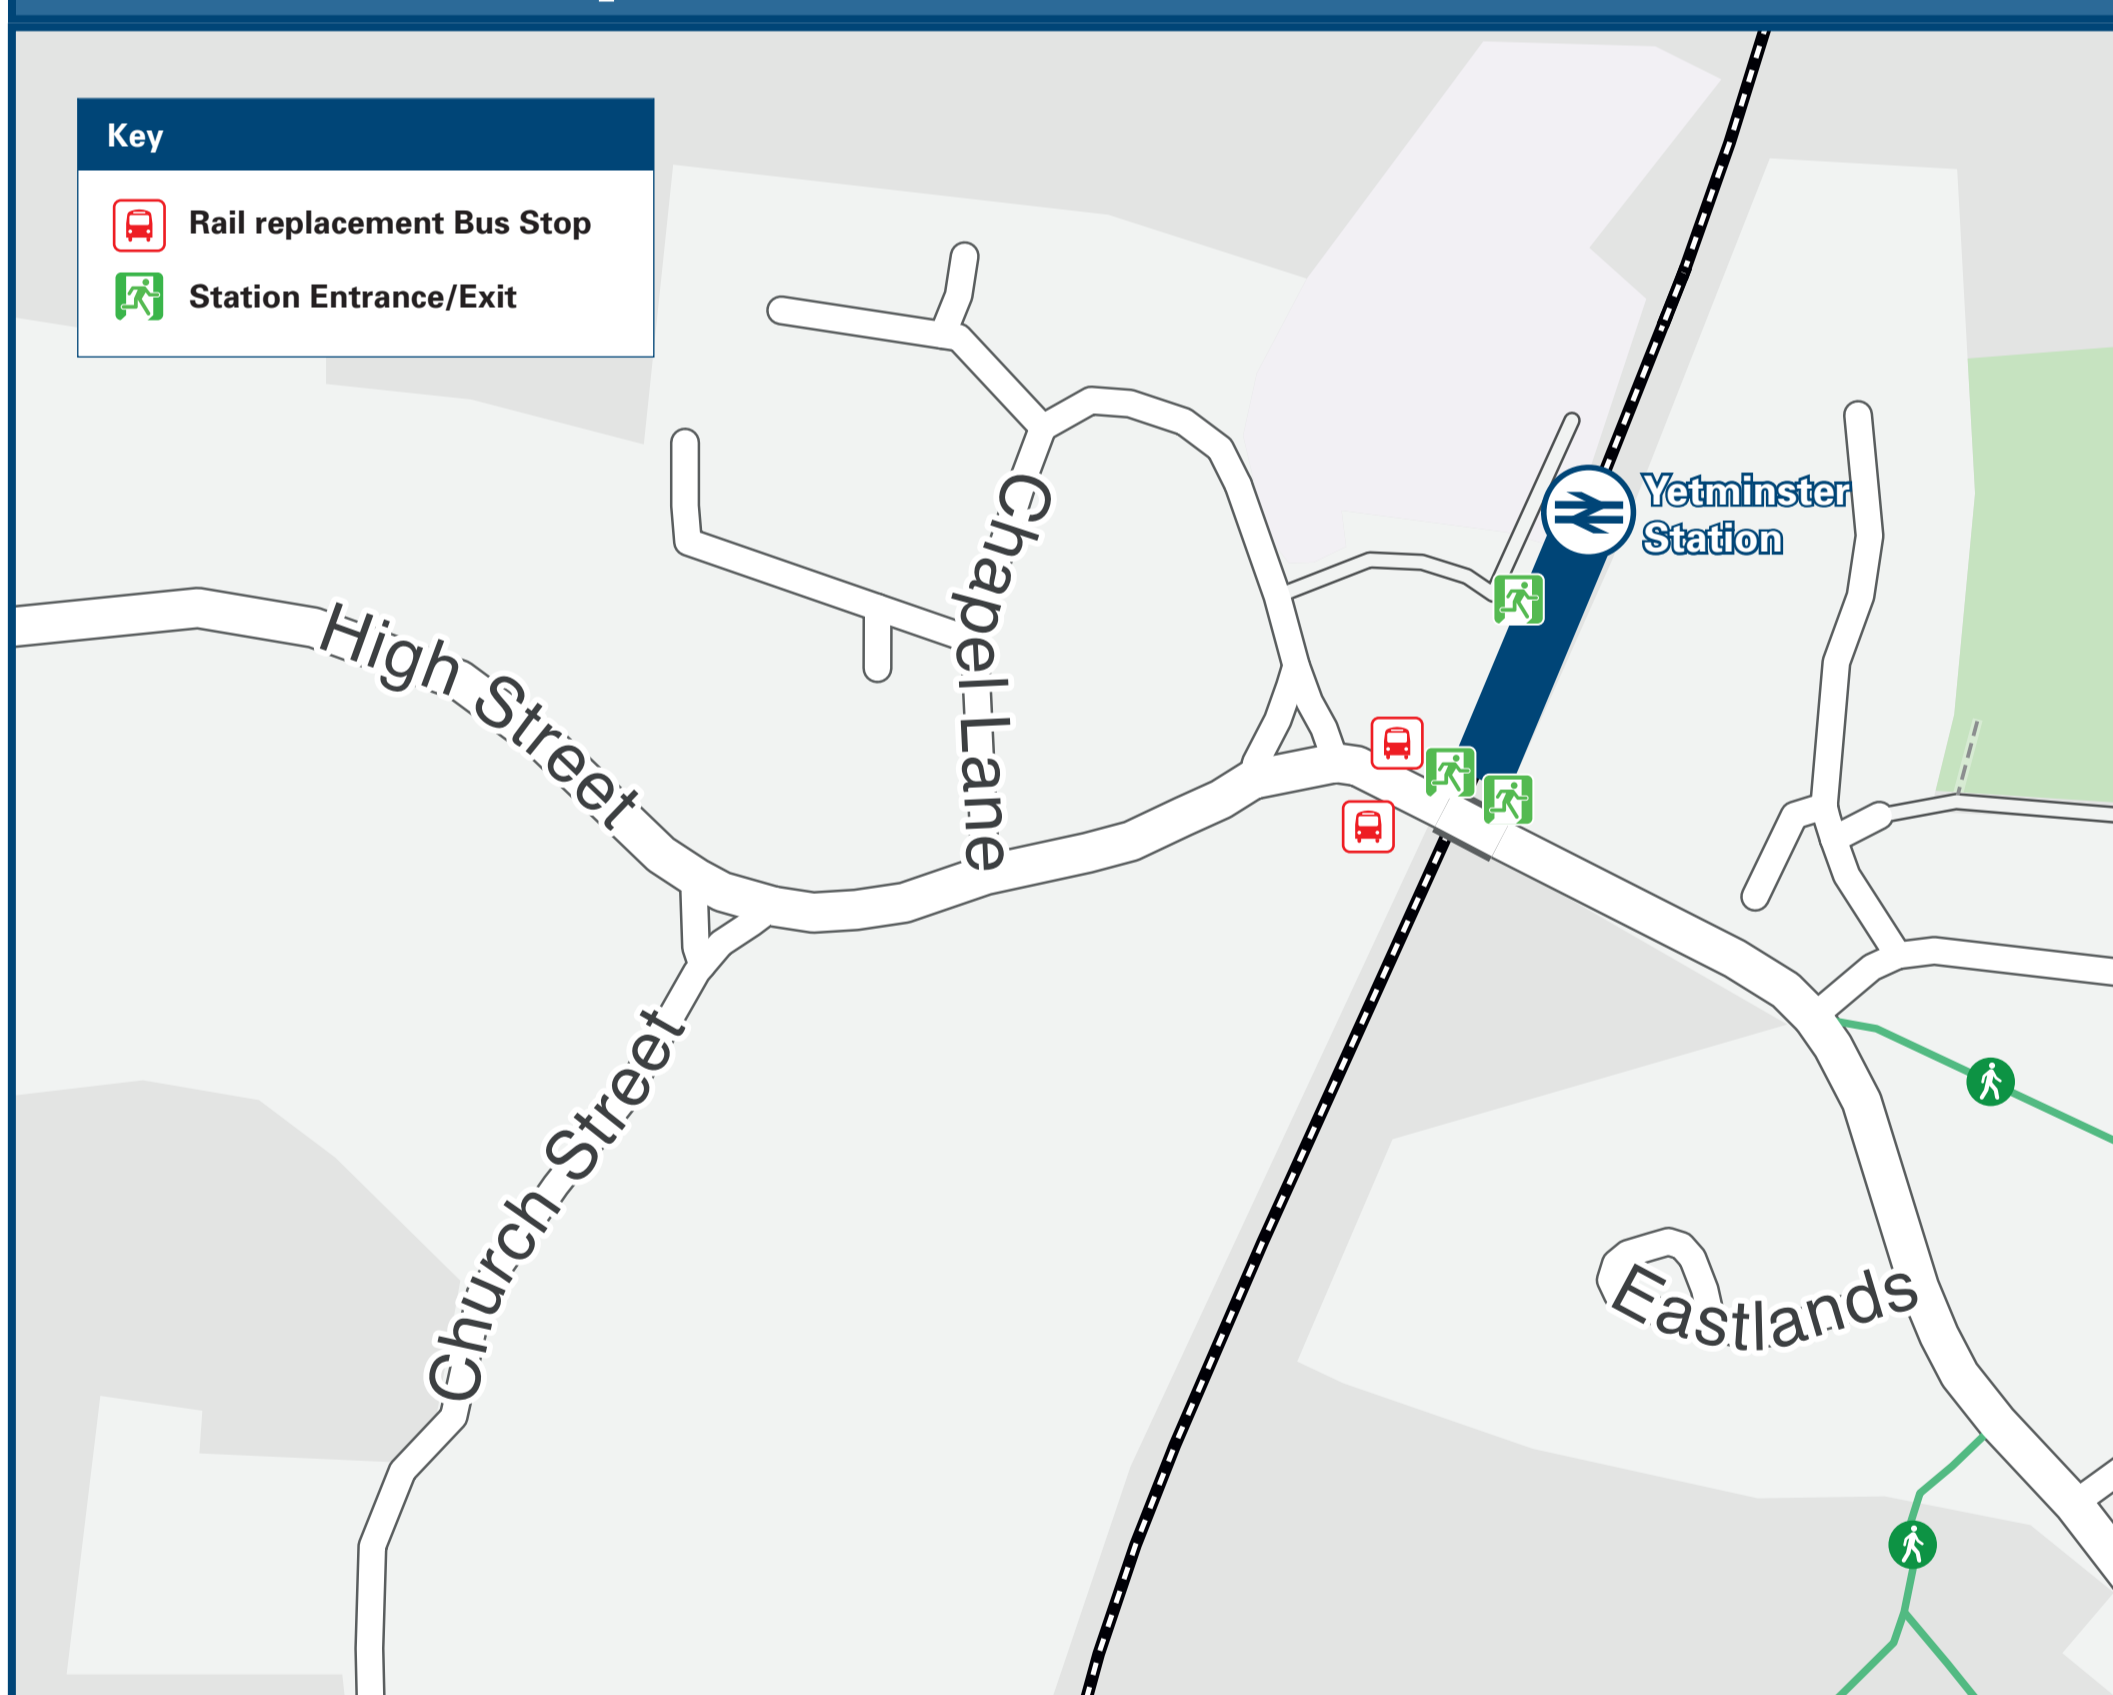 Key
Rail replacement Bus Stop
Station Entrance/Exit
Yetminster
Station
High Street
Chapel Lane
Church Street
Eastlands